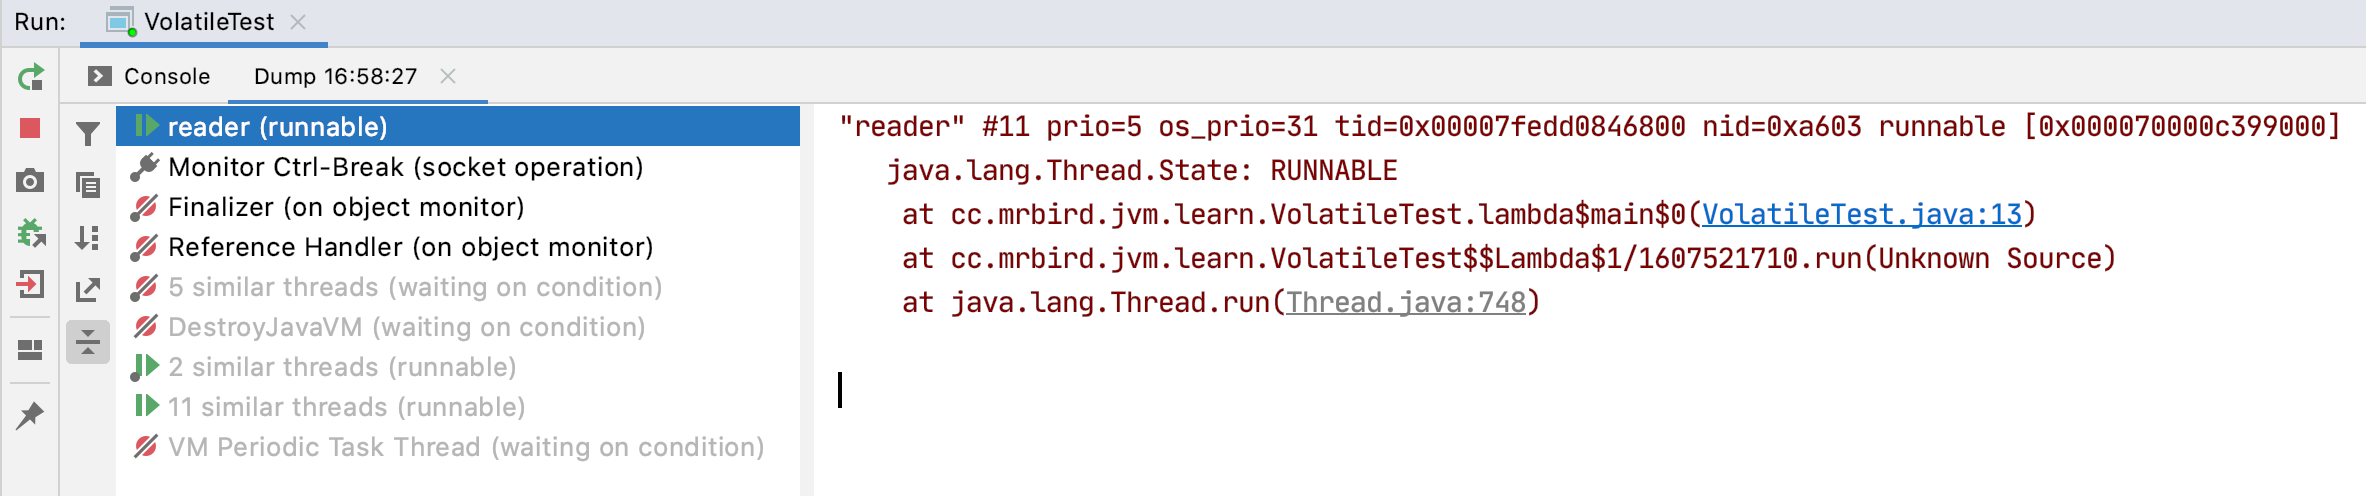 Run: VolatileTest
Console Dump 16:58:27
reader (runnable)
Monitor Ctrl-Break (socket operation)
Finalizer (on object monitor)
Reference Handler (on object monitor)
5 similar threads (waiting on condition)
DestroyJavaVM (waiting on condition)
2 similar threads (runnable)
11 similar threads (runnable)
VM Periodic Task Thread (waiting on condition)
"reader" #11 prio=5 os_prio=31 tid=0x00007fedd0846800 nid=0xa603 runnable [0x000070000c399000]
java.lang.Thread.State: RUNNABLE
at cc.mrbird.jvm.learn.VolatileTest.lambda$main$0(VolatileTest.java:13)
at cc.mrbird.jvm.learn.VolatileTest$$Lambda$1/1607521710.run(Unknown Source)
at java.lang.Thread.run(Thread.java:748)